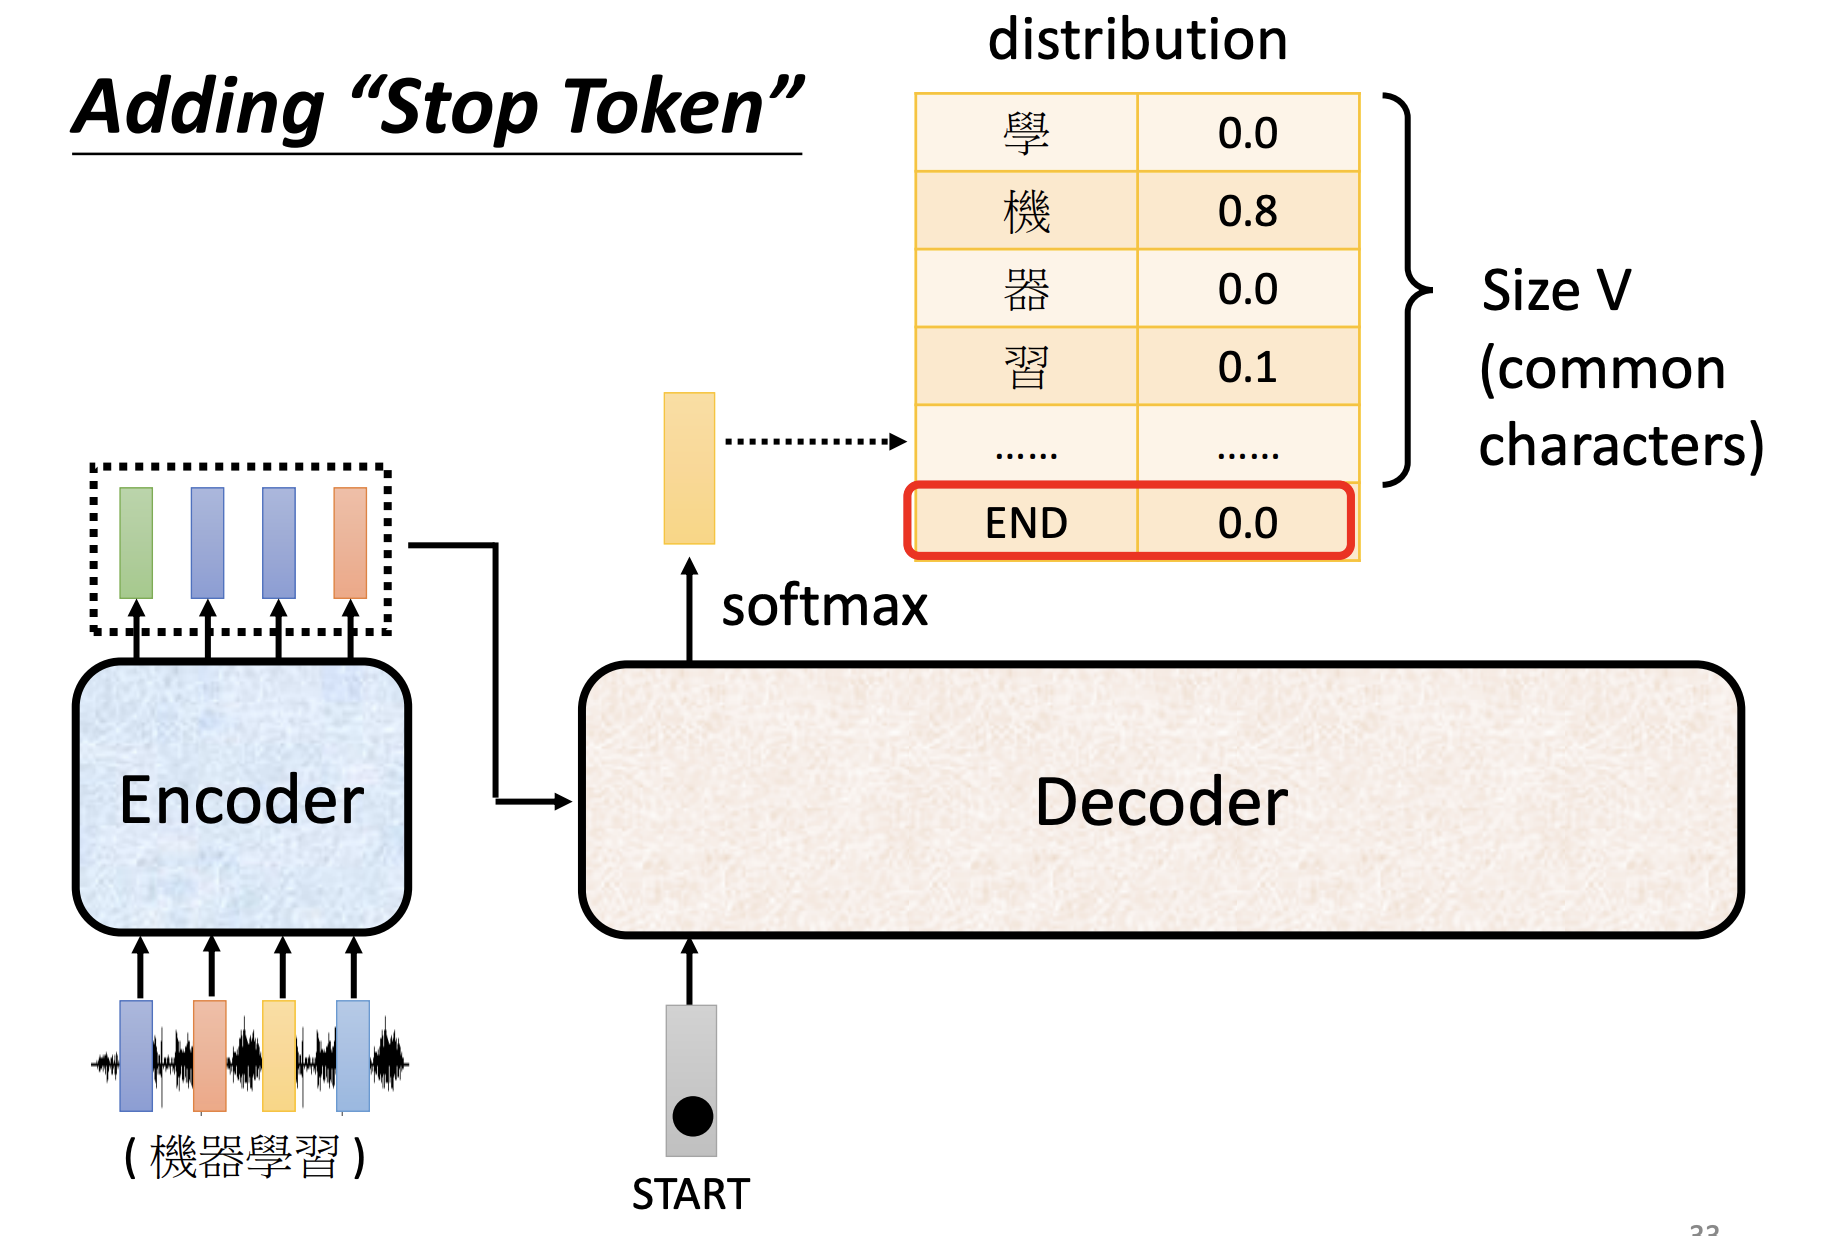 Adding “Stop Token”
distribution
學 0.0
機 0.8
器 0.0
習 0.1
...... ......
END 0.0
Size V
(common
characters)
softmax
Encoder
Decoder
( 機器學習 )
START
33